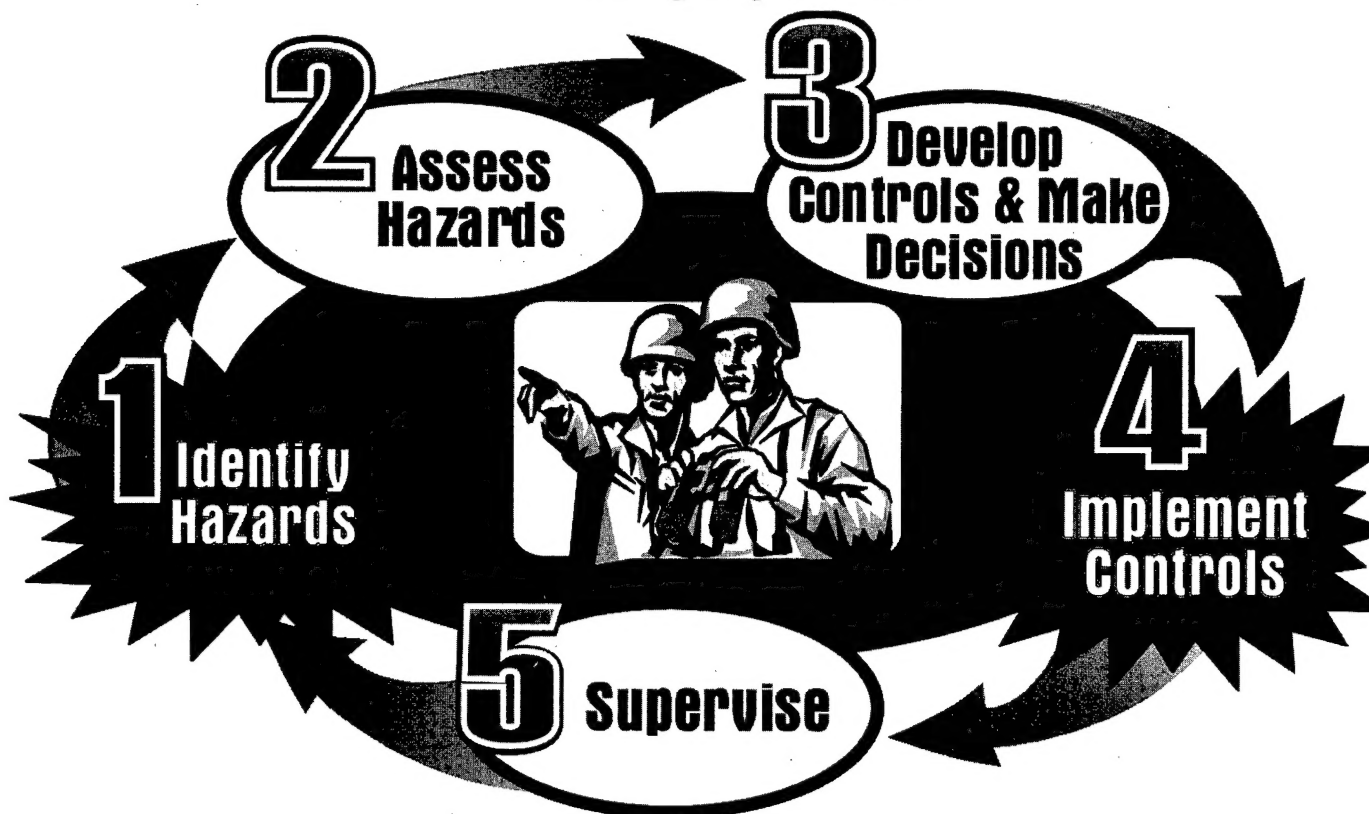 1
Identify
Hazards
2
Assess
Hazards
3
Develop
Controls & Make
Decisions
4
Implement
Controls
5
Supervise